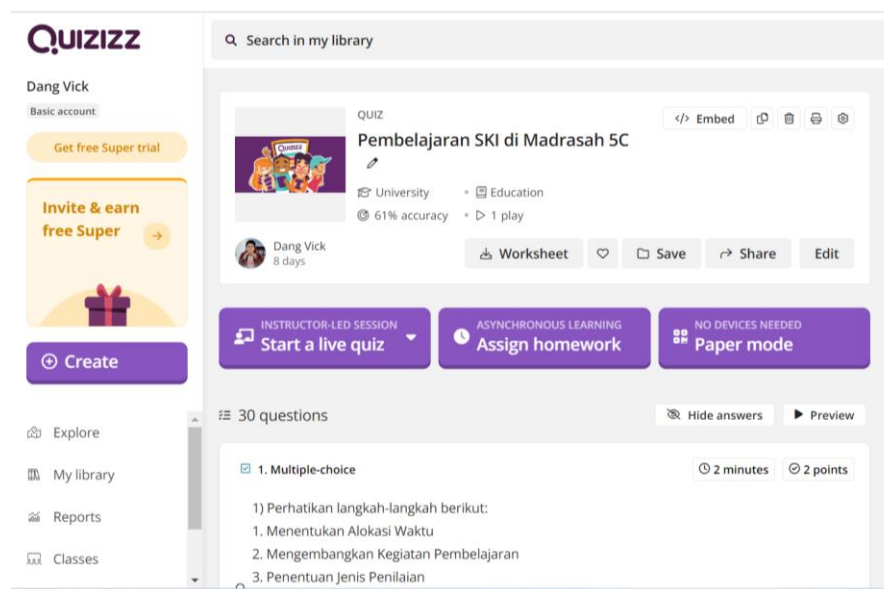 QUIZIZZ
Search in my library
Dang Vick
Basic account
Get free Super trial
Invite & earn
free Super
Create
Explore
My library
Reports
Classes
QUIZ
Pembelajaran SKI di Madrasah 5C
</> Embed
University
Education
61% accuracy
1 play
Dang Vick
8 days
Worksheet
Save
Share
Edit
INSTRUCTOR-LED SESSION
Start a live quiz
ASYNCHRONOUS LEARNING
Assign homework
NO DEVICES NEEDED
Paper mode
30 questions
Hide answers
Preview
1. Multiple-choice
2 minutes
2 points
1) Perhatikan langkah-langkah berikut:
1. Menentukan Alokasi Waktu
2. Mengembangkan Kegiatan Pembelajaran
3. Penentuan Jenis Penilaian